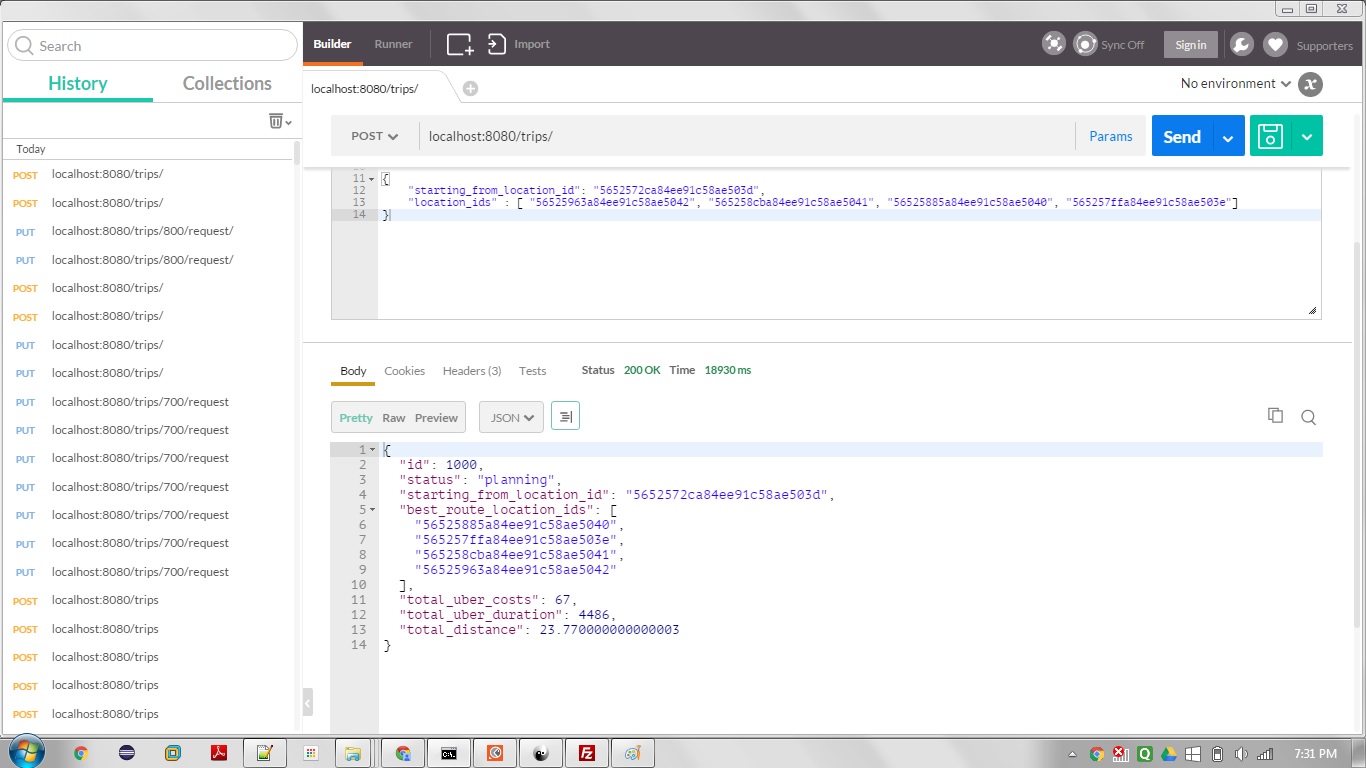 Search
History Collections
Today
POST localhost:8080/trips/
POST localhost:8080/trips/
PUT localhost:8080/trips/800/request/
PUT localhost:8080/trips/800/request/
POST localhost:8080/trips/
POST localhost:8080/trips/
PUT localhost:8080/trips/
PUT localhost:8080/trips/
PUT localhost:8080/trips/700/request
PUT localhost:8080/trips/700/request
PUT localhost:8080/trips/700/request
PUT localhost:8080/trips/700/request
PUT localhost:8080/trips/700/request
PUT localhost:8080/trips/700/request
PUT localhost:8080/trips/700/request
POST localhost:8080/trips
POST localhost:8080/trips
POST localhost:8080/trips
POST localhost:8080/trips
POST localhost:8080/trips
Builder Runner Import Sync Off Sign in Supporters
localhost:8080/trips/ No environment x
POST localhost:8080/trips/ Params Send
11 {
12 "starting_from_location_id": "5652572ca84ee91c58ae503d",
13 "location_ids" : [ "56525963a84ee91c58ae5042", "565258cba84ee91c58ae5041", "56525885a84ee91c58ae5040", "565257ffa84ee91c58ae503e"]
14 }
Body Cookies Headers (3) Tests Status 200 OK Time 18930 ms
Pretty Raw Preview JSON
1 {
2 "id": 1000,
3 "status": "planning",
4 "starting_from_location_id": "5652572ca84ee91c58ae503d",
5 "best_route_location_ids": [
6 "56525885a84ee91c58ae5040",
7 "565257ffa84ee91c58ae503e",
8 "565258cba84ee91c58ae5041",
9 "56525963a84ee91c58ae5042"
10 ],
11 "total_uber_costs": 67,
12 "total_uber_duration": 4486,
13 "total_distance": 23.770000000000003
14 }
7:31 PM